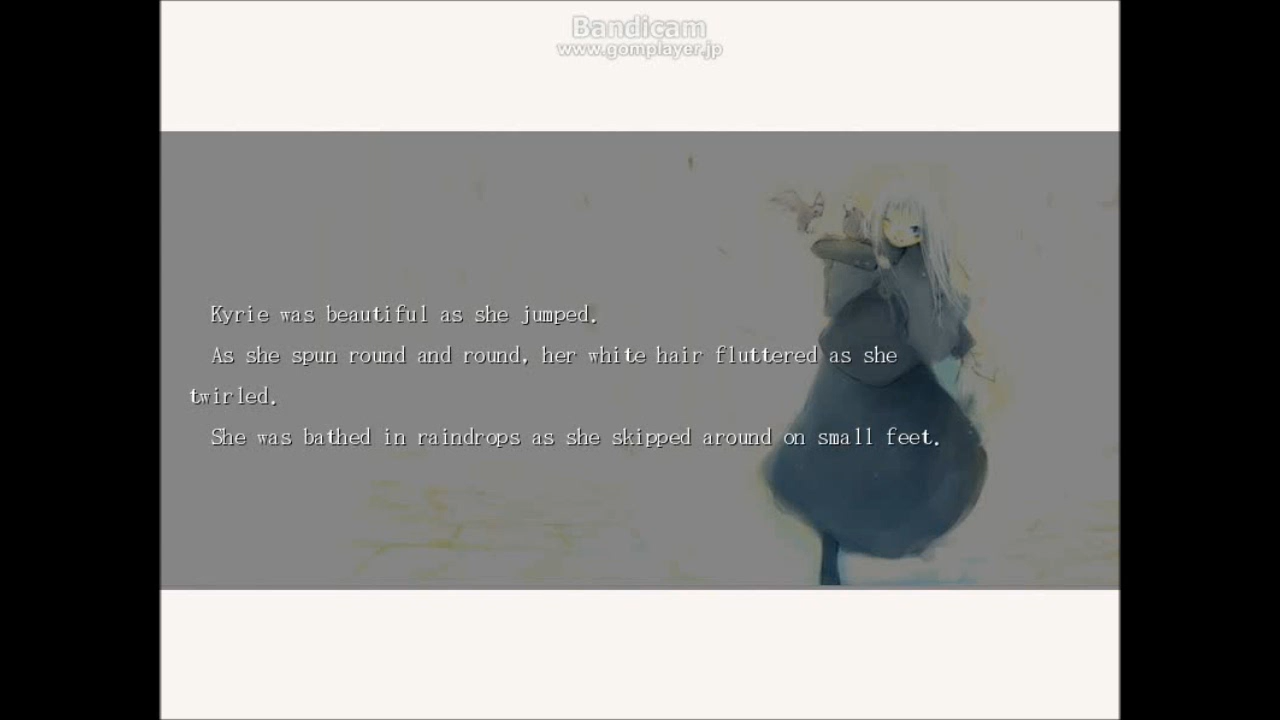 Bandicam
www.gomplayer.jp
Kyrie was beautiful as she jumped.
As she spun round and round, her white hair fluttered as she
twirled.
She was bathed in raindrops as she skipped around on small feet.